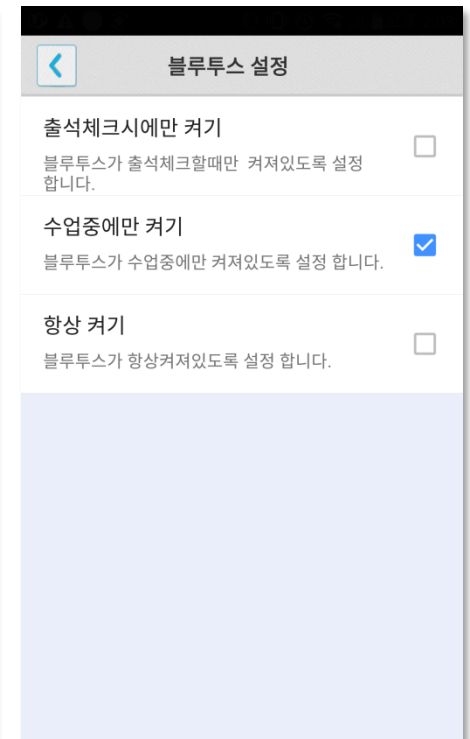 블루투스 설정
출석체크시에만 켜기
블루투스가 출석체크할때만 켜져있도록 설정
합니다.
수업중에만 켜기
블루투스가 수업중에만 켜져있도록 설정 합니다.
항상 켜기
블루투스가 항상켜져있도록 설정 합니다.